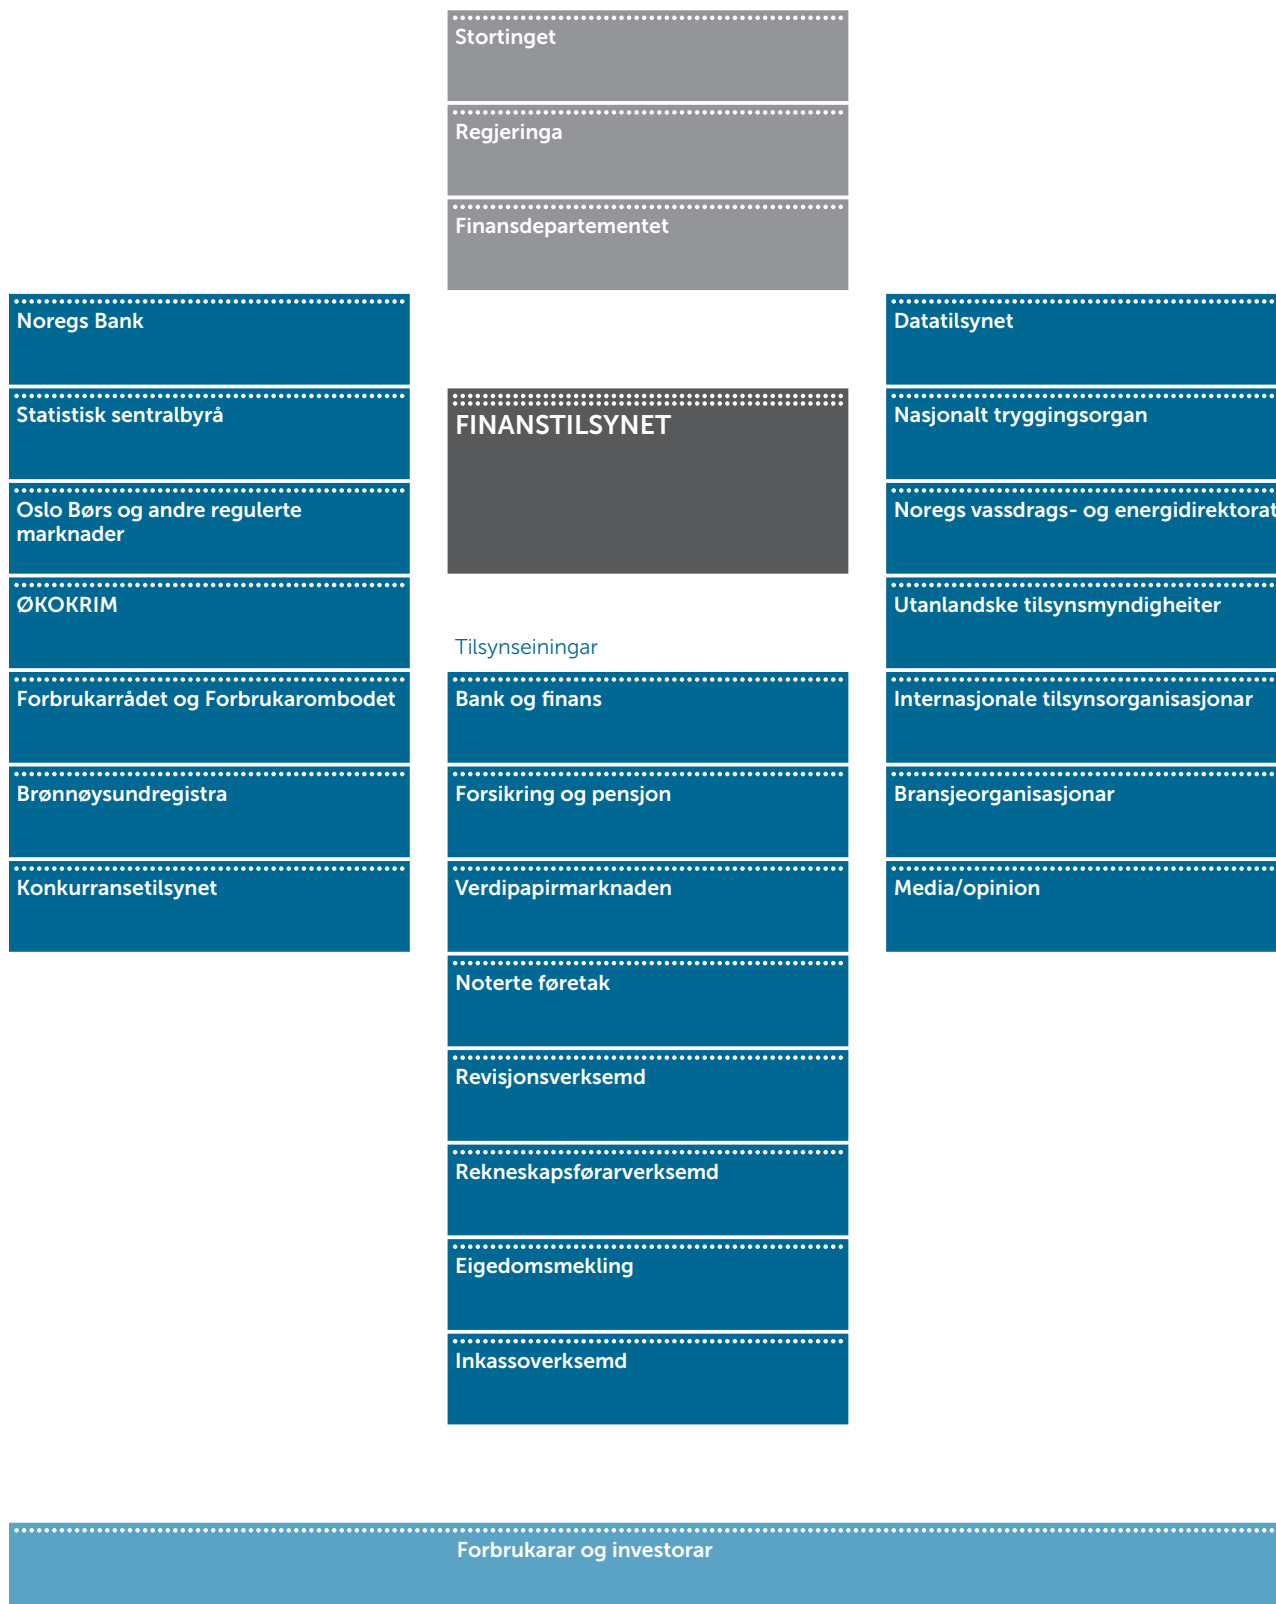 Stortinget
Regjeringa
Finansdepartementet
Noregs Bank
Statistisk sentralbyrå
Oslo Børs og andre regulerte
marknader
ØKOKRIM
Forbrukarrådet og Forbrukarombodet
Brønnøysundregistra
Konkurransetilsynet
FINANSTILSYNET
Tilsynseiningar
Bank og finans
Forsikring og pensjon
Verdipapirmarknaden
Noterte føretak
Revisjonsverksemd
Rekneskapsførarverksemd
Eigedomsmekling
Inkassoverksemd
Datatilsynet
Nasjonalt tryggingsorgan
Noregs vassdrags- og energidirektorat
Utanlandske tilsynsmyndigheiter
Internasjonale tilsynsorganisasjonar
Bransjeorganisasjonar
Media/opinion
Forbrukarar og investorar